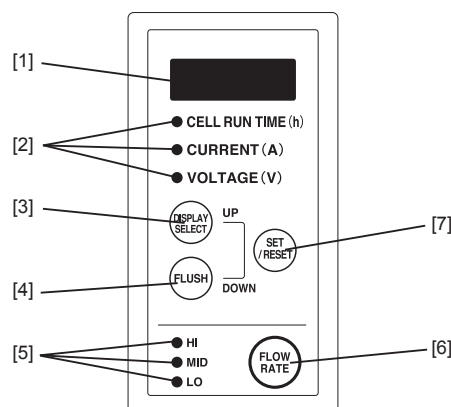 [1]
CELL RUN TIME (h)
[2]
CURRENT (A)
VOLTAGE (V)
[3]
DISPLAY
SELECT
UP
SET
/RESET
[7]
[4]
FLUSH
DOWN
[5]
HI
MID
LO
FLOW
RATE
[6]